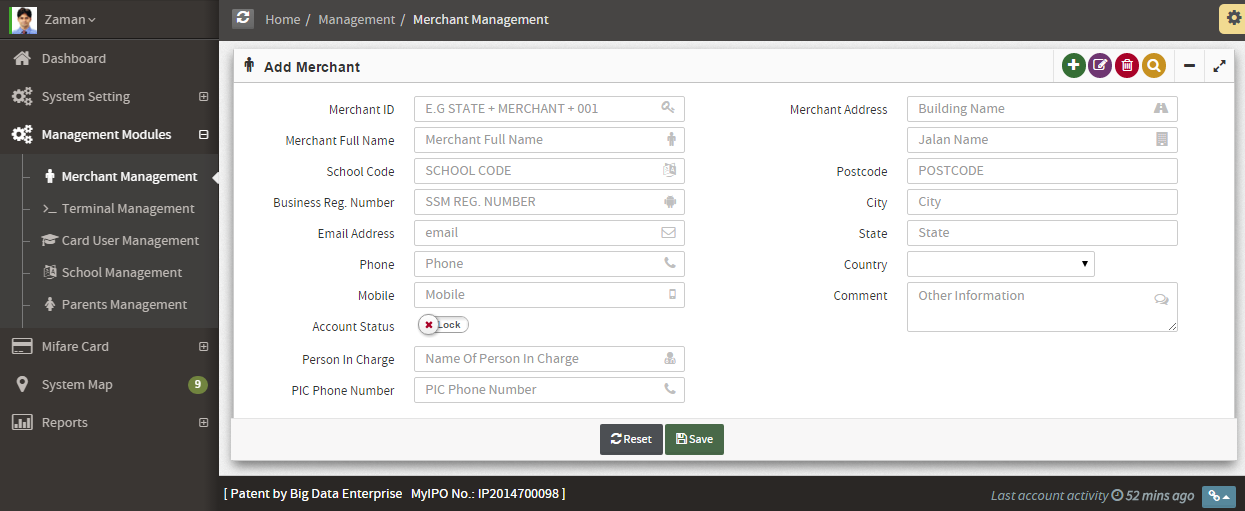 Zaman
Home / Management / Merchant Management
Dashboard
System Setting
Management Modules
Merchant Management
Terminal Management
Card User Management
School Management
Parents Management
Mifare Card
System Map 9
Reports
Add Merchant
Merchant ID E.G STATE + MERCHANT + 001
Merchant Full Name Merchant Full Name
School Code SCHOOL CODE
Business Reg. Number SSM REG. NUMBER
Email Address email
Phone Phone
Mobile Mobile
Account Status Lock
Person In Charge Name Of Person In Charge
PIC Phone Number PIC Phone Number
Merchant Address Building Name
Jalan Name
Postcode POSTCODE
City City
State State
Country
Comment Other Information
Reset Save
[ Patent by Big Data Enterprise MyIPO No.: IP2014700098 ]
Last account activity 52 mins ago